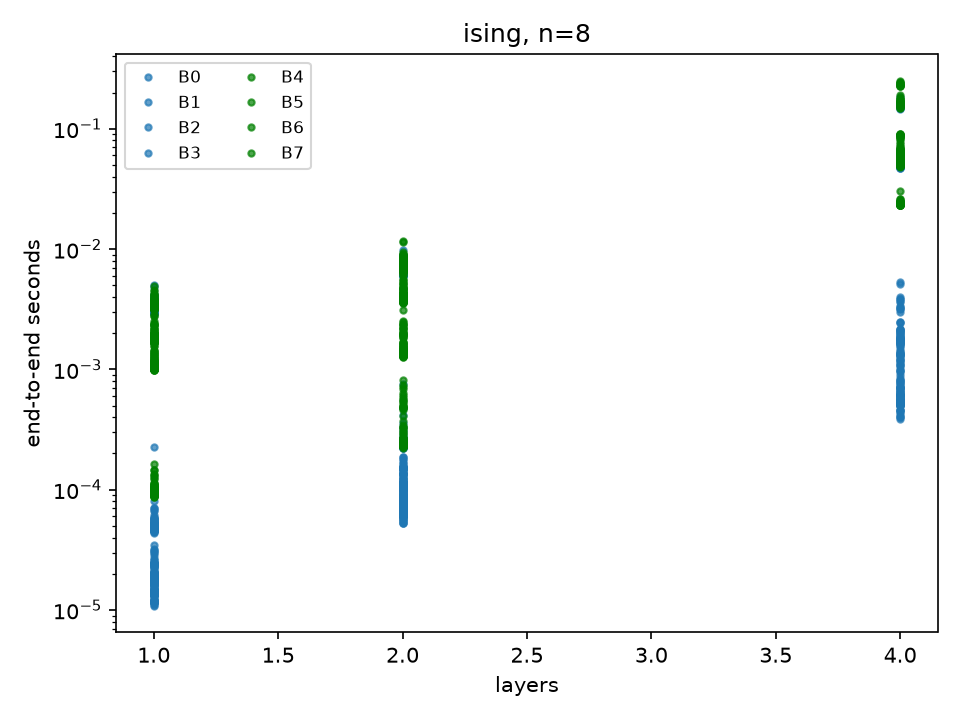 ising, n=8
B0 B4
B1 B5
B2 B6
B3 B7
end-to-end seconds
10⁻¹
10⁻²
10⁻³
10⁻⁴
10⁻⁵
1.0 1.5 2.0 2.5 3.0 3.5 4.0
layers